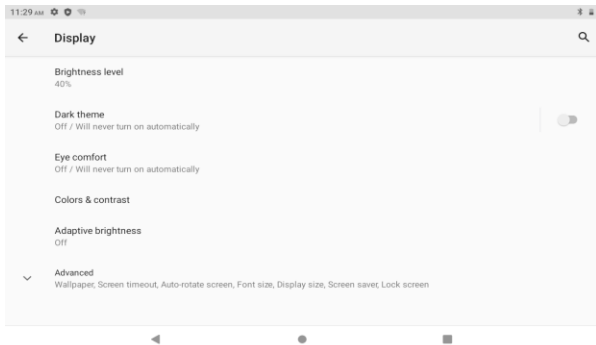 11:29 AM
Display
Brightness level
40%
Dark theme
Off / Will never turn on automatically
Eye comfort
Off / Will never turn on automatically
Colors & contrast
Adaptive brightness
Off
Advanced
Wallpaper, Screen timeout, Auto-rotate screen, Font size, Display size, Screen saver, Lock screen